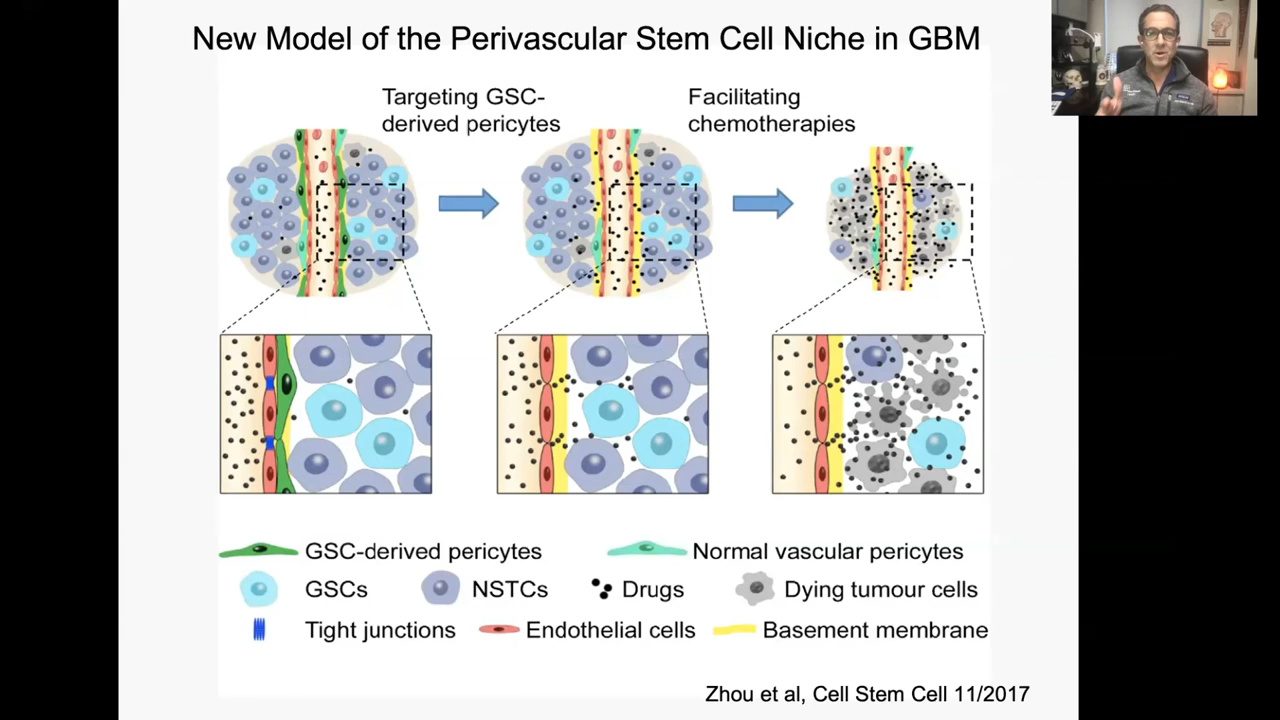 New Model of the Perivascular Stem Cell Niche in GBM
Targeting GSC-
derived pericytes
Facilitating
chemotherapies
GSC-derived pericytes
Normal vascular pericytes
GSCs
NSTCs
Drugs
Dying tumour cells
Tight junctions
Endothelial cells
Basement membrane
Zhou et al, Cell Stem Cell 11/2017